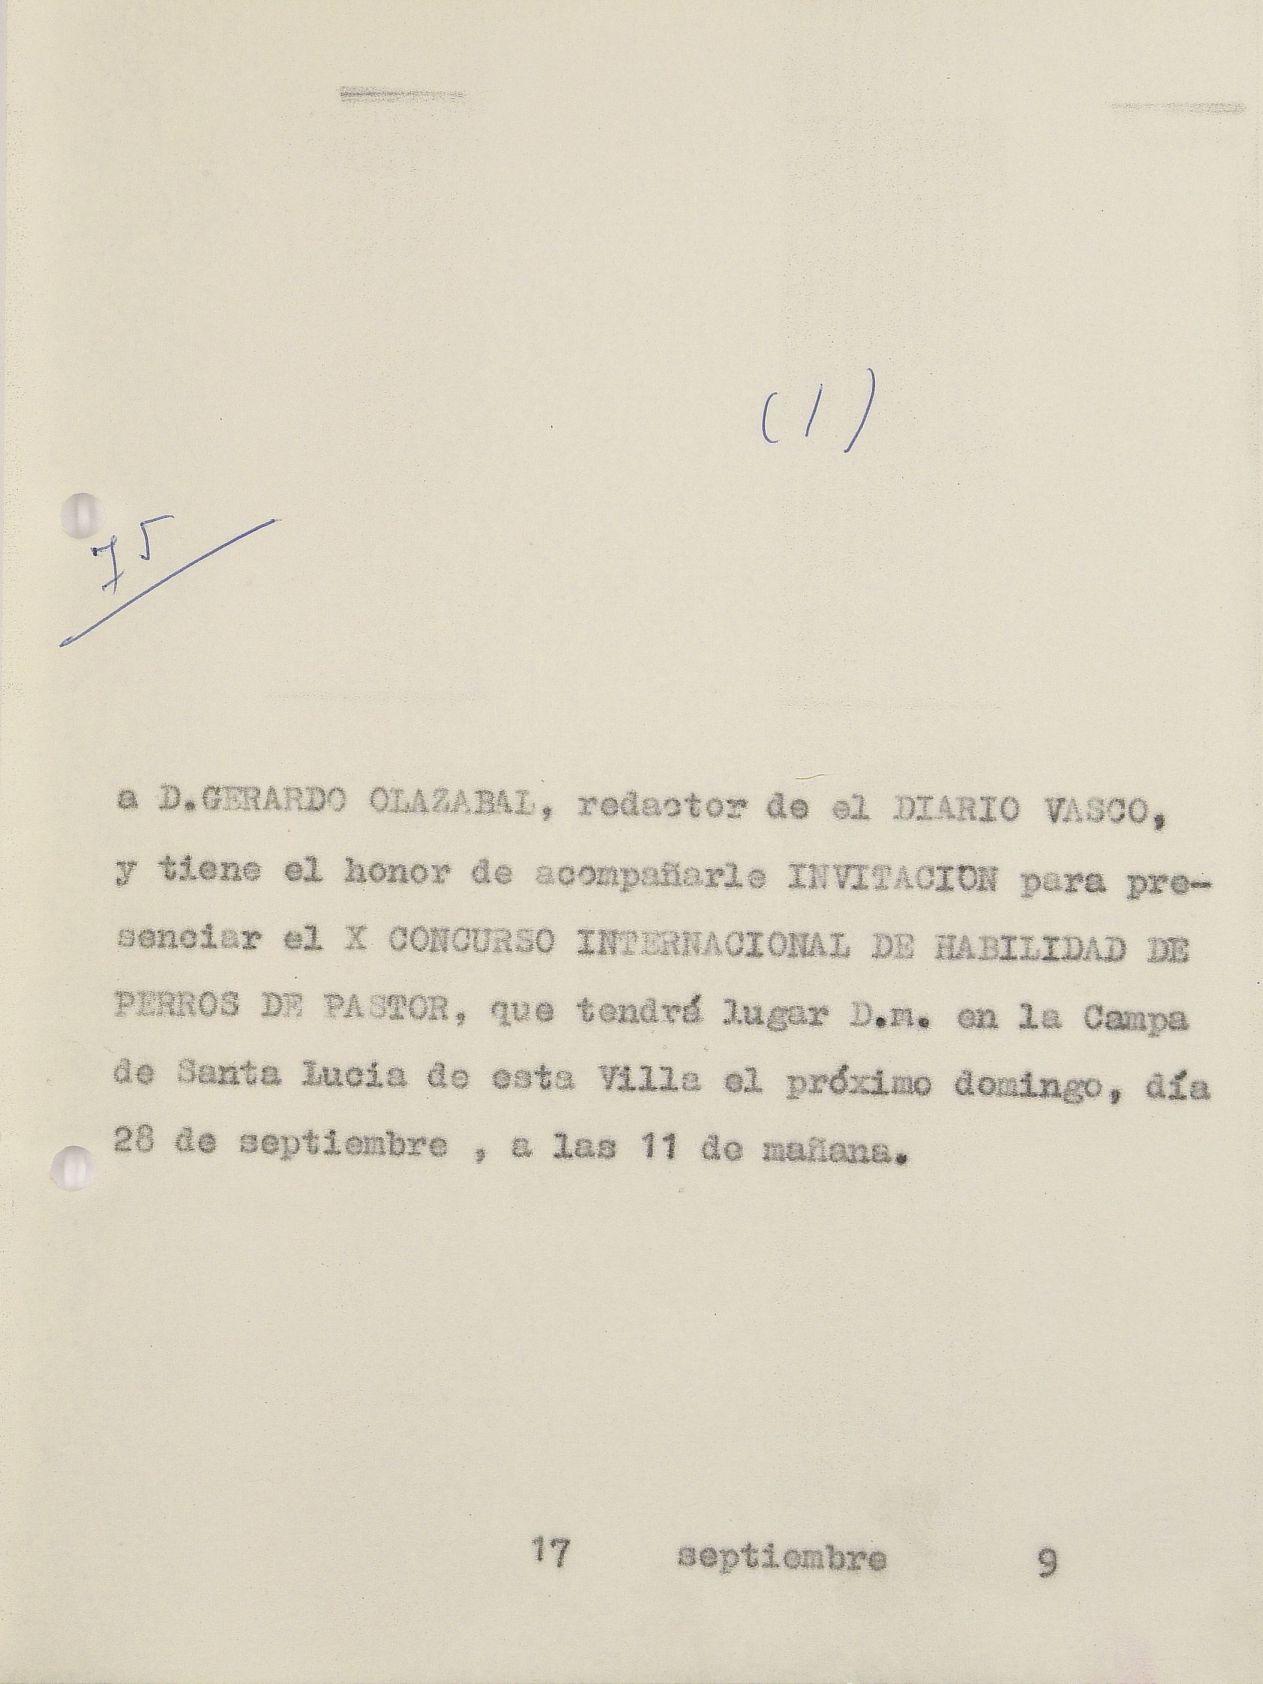 (1)
75
a D.GERARDO OLAZABAL, redactor de el DIARIO VASCO,
y tiene el honor de acompañarle INVITACION para pre-
senciar el X CONCURSO INTERNACIONAL DE HABILIDAD DE
PERROS DE PASTOR, que tendrá lugar D.m. en la Campa
de Santa Lucia de esta Villa el próximo domingo, día
28 de septiembre , a las 11 de mañana.
17 septiembre 9